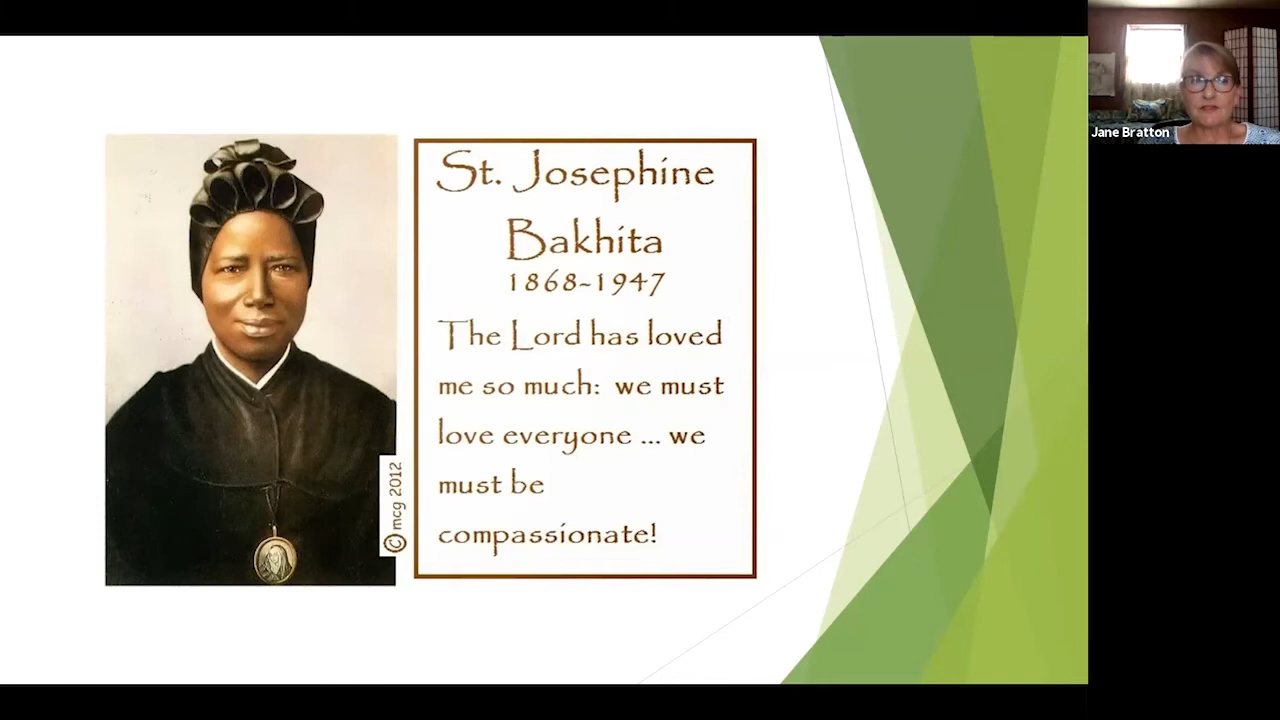 St. Josephine
Bakhita
1868-1947
The Lord has loved
me so much: we must
love everyone ... we
must be
compassionate!
© mcg 2012
Jane Bratton